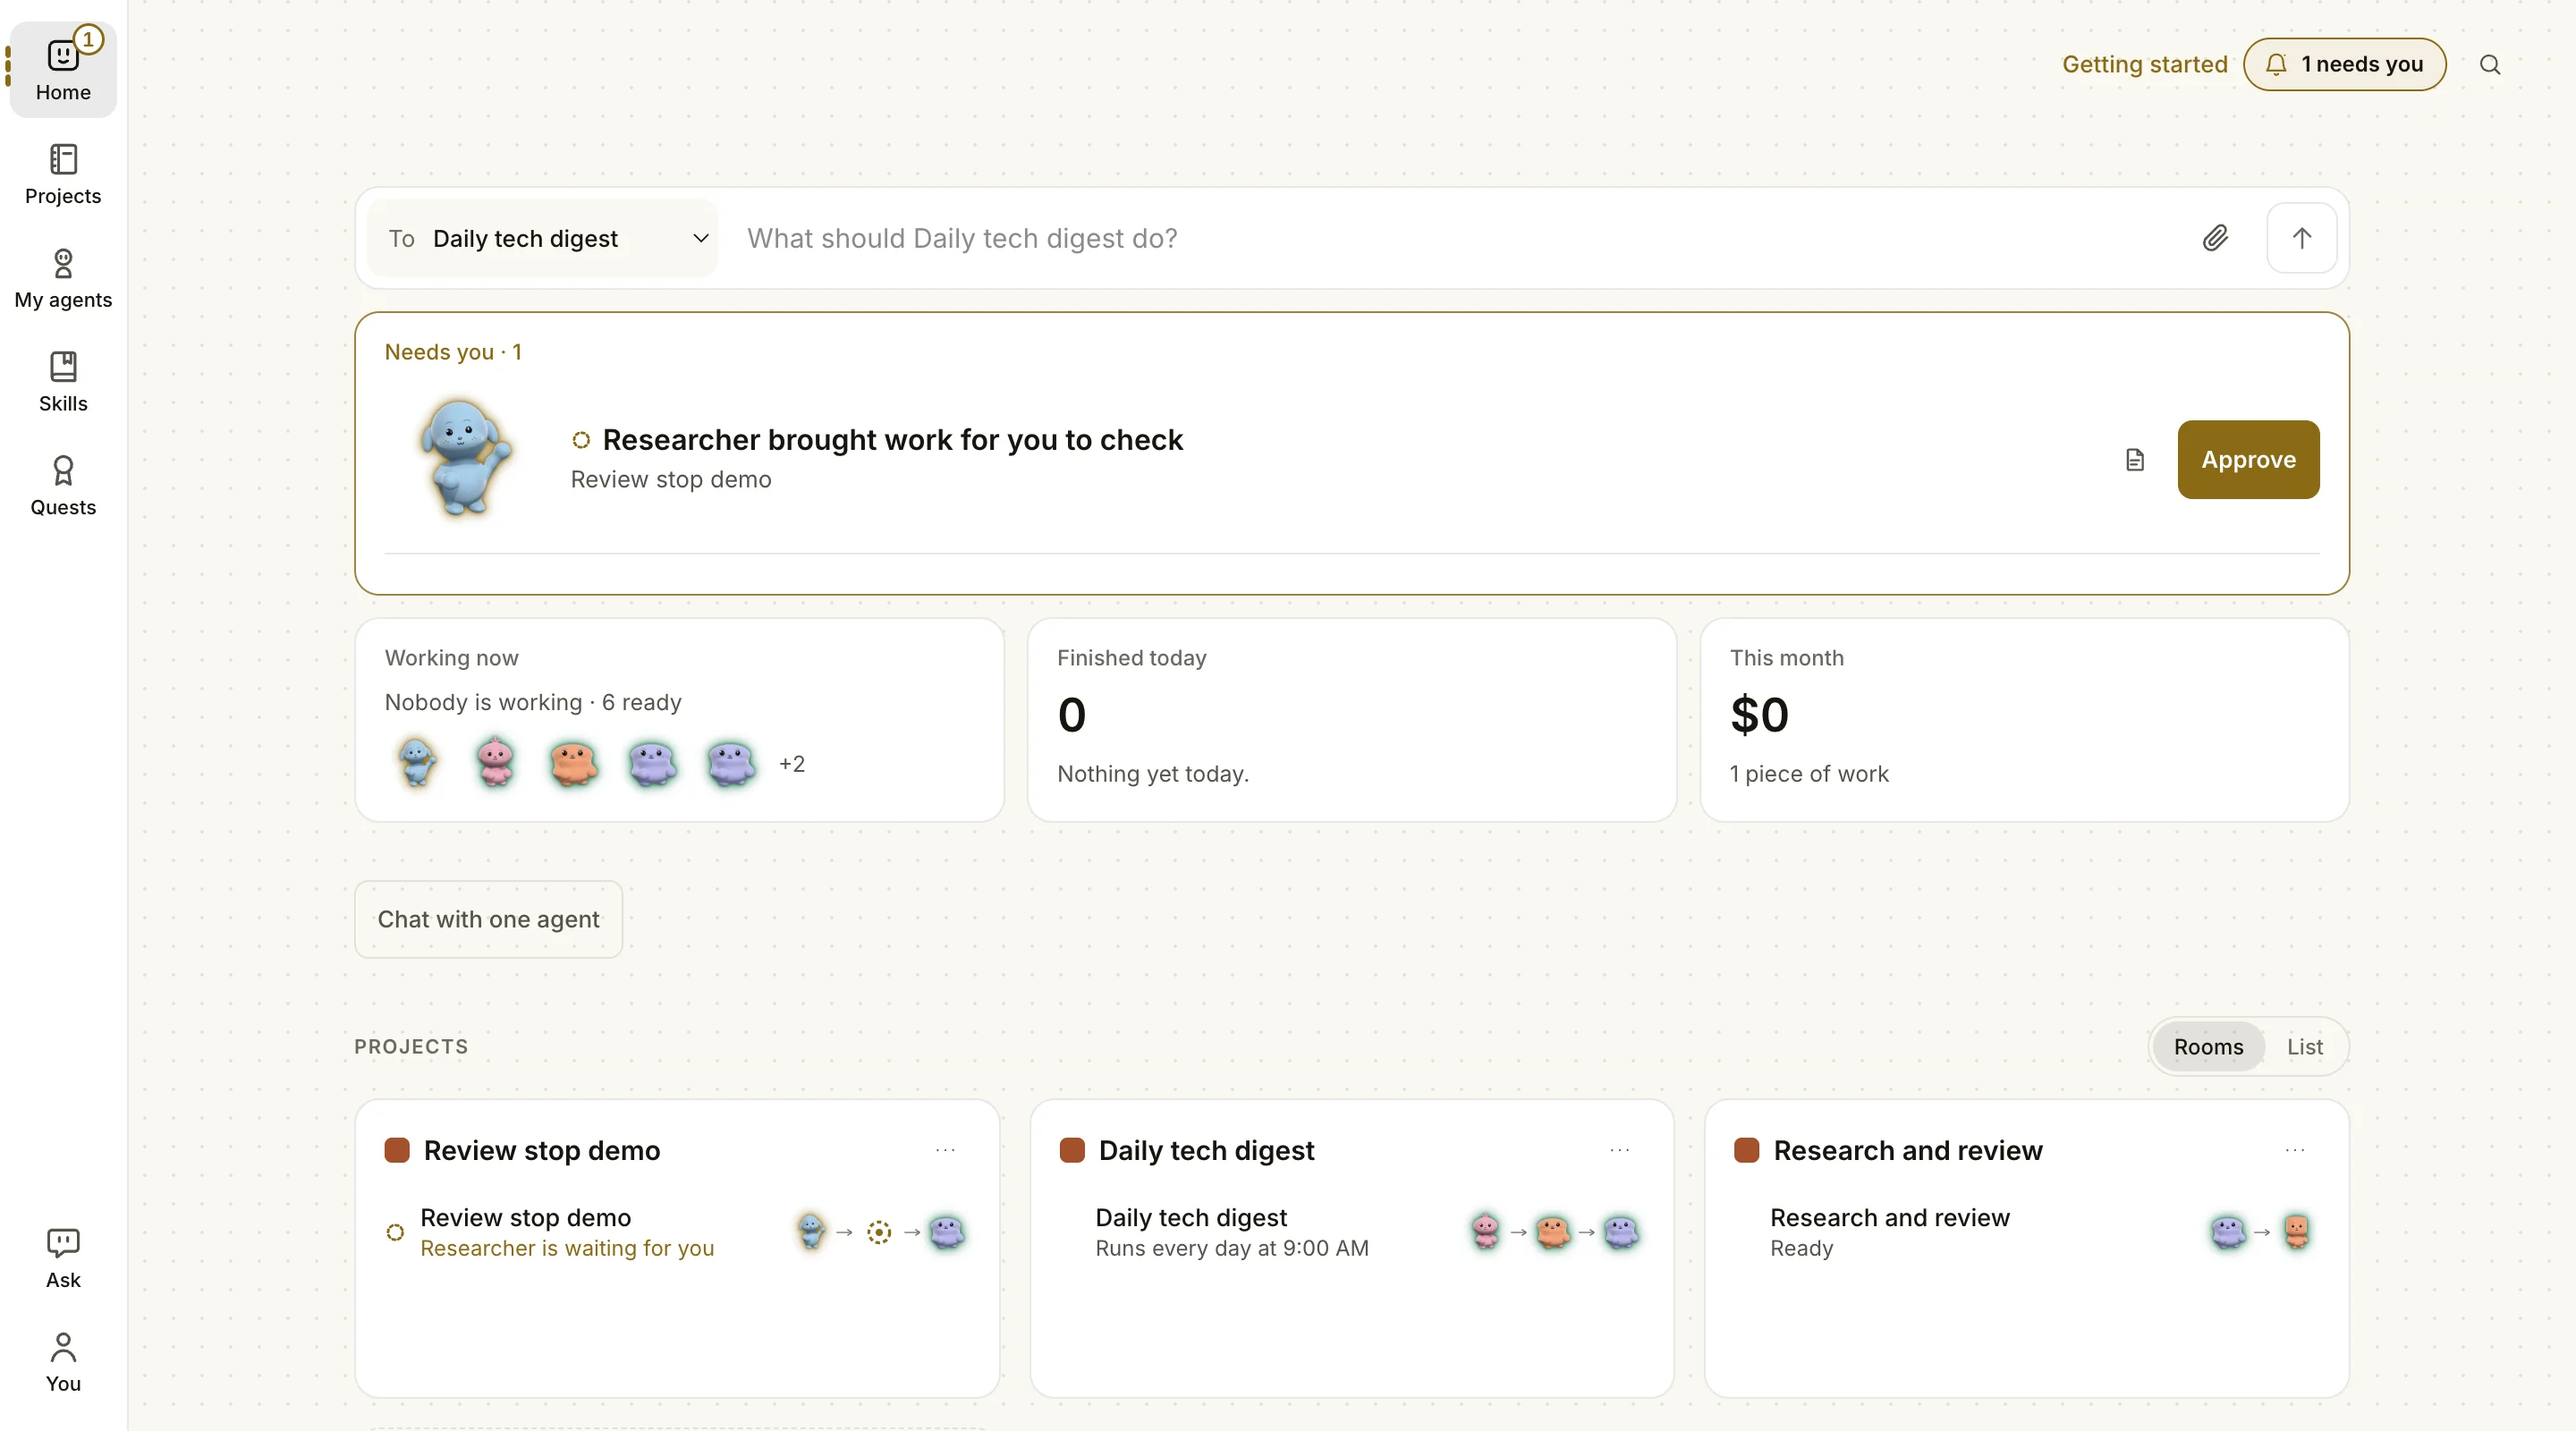 1
Home
Projects
My agents
Skills
Quests
Ask
You
Getting started
1 needs you
To Daily tech digest
What should Daily tech digest do?
Needs you · 1
Researcher brought work for you to check
Review stop demo
Approve
Working now
Nobody is working · 6 ready
+2
Finished today
0
Nothing yet today.
This month
$0
1 piece of work
Chat with one agent
PROJECTS
Rooms
List
Review stop demo
Review stop demo
Researcher is waiting for you
Daily tech digest
Daily tech digest
Runs every day at 9:00 AM
Research and review
Research and review
Ready